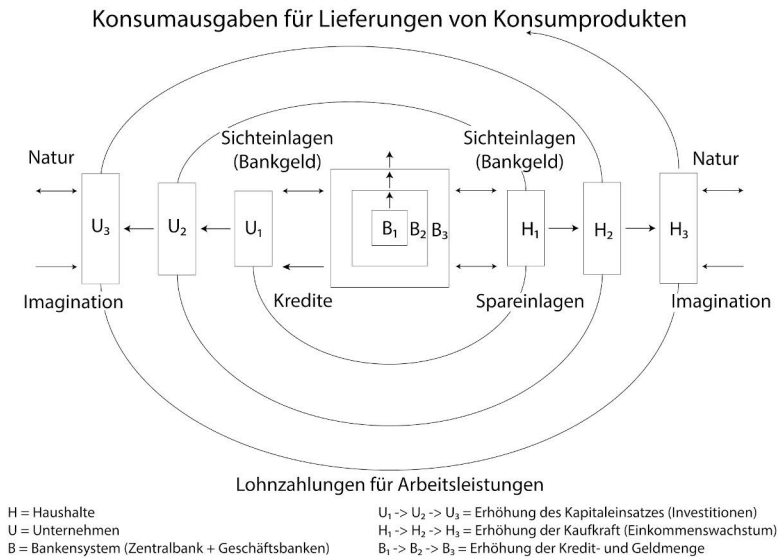 Konsumausgaben für Lieferungen von Konsumprodukten
Sichteinlagen
(Bankgeld)
Sichteinlagen
(Bankgeld)
Natur
Natur
U₃
U₂
U₁
B₁
B₂
B₃
H₁
H₂
H₃
Imagination
Kredite
Spareinlagen
Imagination
Lohnzahlungen für Arbeitsleistungen
H = Haushalte
U = Unternehmen
B = Bankensystem (Zentralbank + Geschäftsbanken)
U₁ -> U₂ -> U₃ = Erhöhung des Kapitaleinsatzes (Investitionen)
H₁ -> H₂ -> H₃ = Erhöhung der Kaufkraft (Einkommenswachstum)
B₁ -> B₂ -> B₃ = Erhöhung der Kredit- und Geldmenge